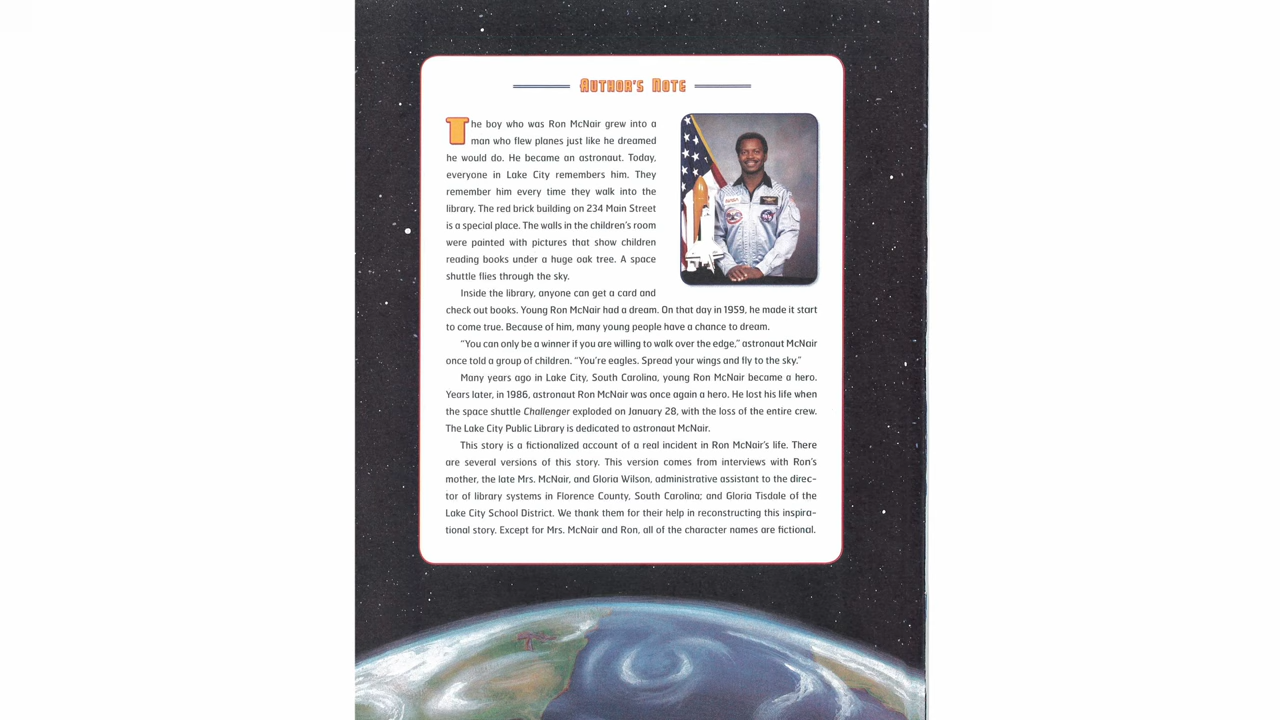 AUTHOR'S NOTE
The boy who was Ron McNair grew into a
man who flew planes just like he dreamed
he would do. He became an astronaut. Today,
everyone in Lake City remembers him. They
remember him every time they walk into the
library. The red brick building on 234 Main Street
is a special place. The walls in the children's room
were painted with pictures that show children
reading books under a huge oak tree. A space
shuttle flies through the sky.
Inside the library, anyone can get a card and
check out books. Young Ron McNair had a dream. On that day in 1959, he made it start
to come true. Because of him, many young people have a chance to dream.
"You can only be a winner if you are willing to walk over the edge," astronaut McNair
once told a group of children. "You're eagles. Spread your wings and fly to the sky."
Many years ago in Lake City, South Carolina, young Ron McNair became a hero.
Years later, in 1986, astronaut Ron McNair was once again a hero. He lost his life when
the space shuttle Challenger exploded on January 28, with the loss of the entire crew.
The Lake City Public Library is dedicated to astronaut McNair.
This story is a fictionalized account of a real incident in Ron McNair's life. There
are several versions of this story. This version comes from interviews with Ron's
mother, the late Mrs. McNair, and Gloria Wilson, administrative assistant to the direc-
tor of library systems in Florence County, South Carolina; and Gloria Tisdale of the
Lake City School District. We thank them for their help in reconstructing this inspira-
tional story. Except for Mrs. McNair and Ron, all of the character names are fictional.